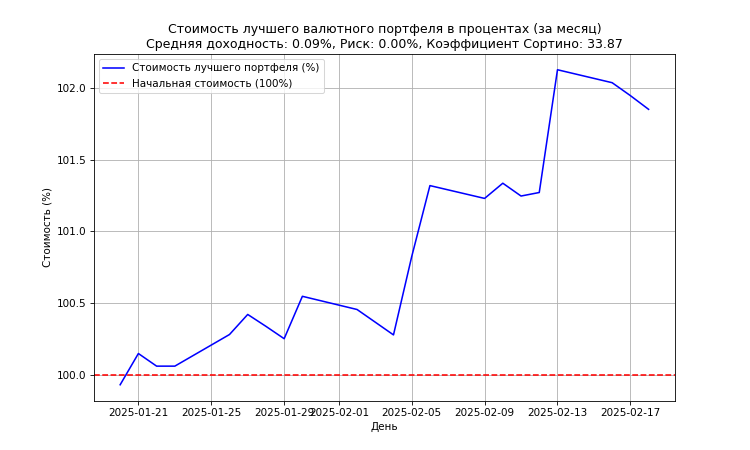 Стоимость лучшего валютного портфеля в процентах (за месяц)
Средняя доходность: 0.09%, Риск: 0.00%, Коэффициент Сортино: 33.87
Стоимость лучшего портфеля (%)
Начальная стоимость (100%)
Стоимость (%)
102.0
101.5
101.0
100.5
100.0
2025-01-21 2025-01-25 2025-01-29 2025-02-01 2025-02-05 2025-02-09 2025-02-13 2025-02-17
День